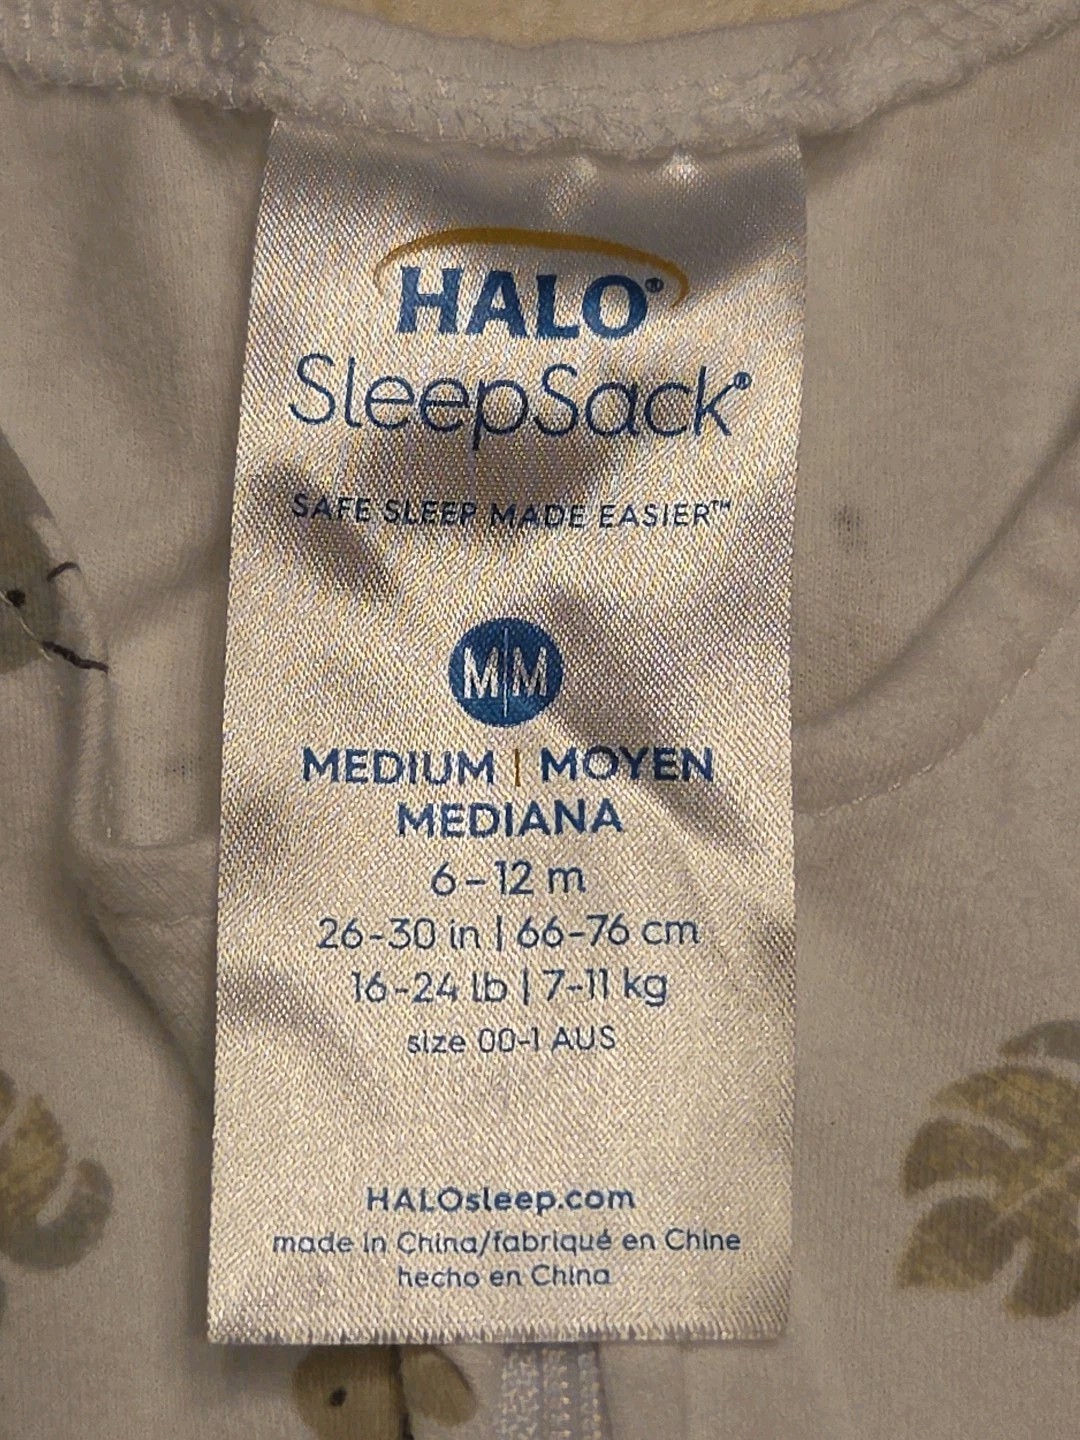 HALO®
SleepSack®
SAFE SLEEP MADE EASIER™
M|M
MEDIUM | MOYEN
MEDIANA
6-12 m
26-30 in | 66-76 cm
16-24 lb | 7-11 kg
size 00-1 AUS
HALOsleep.com
made in China/fabriqué en Chine
hecho en China